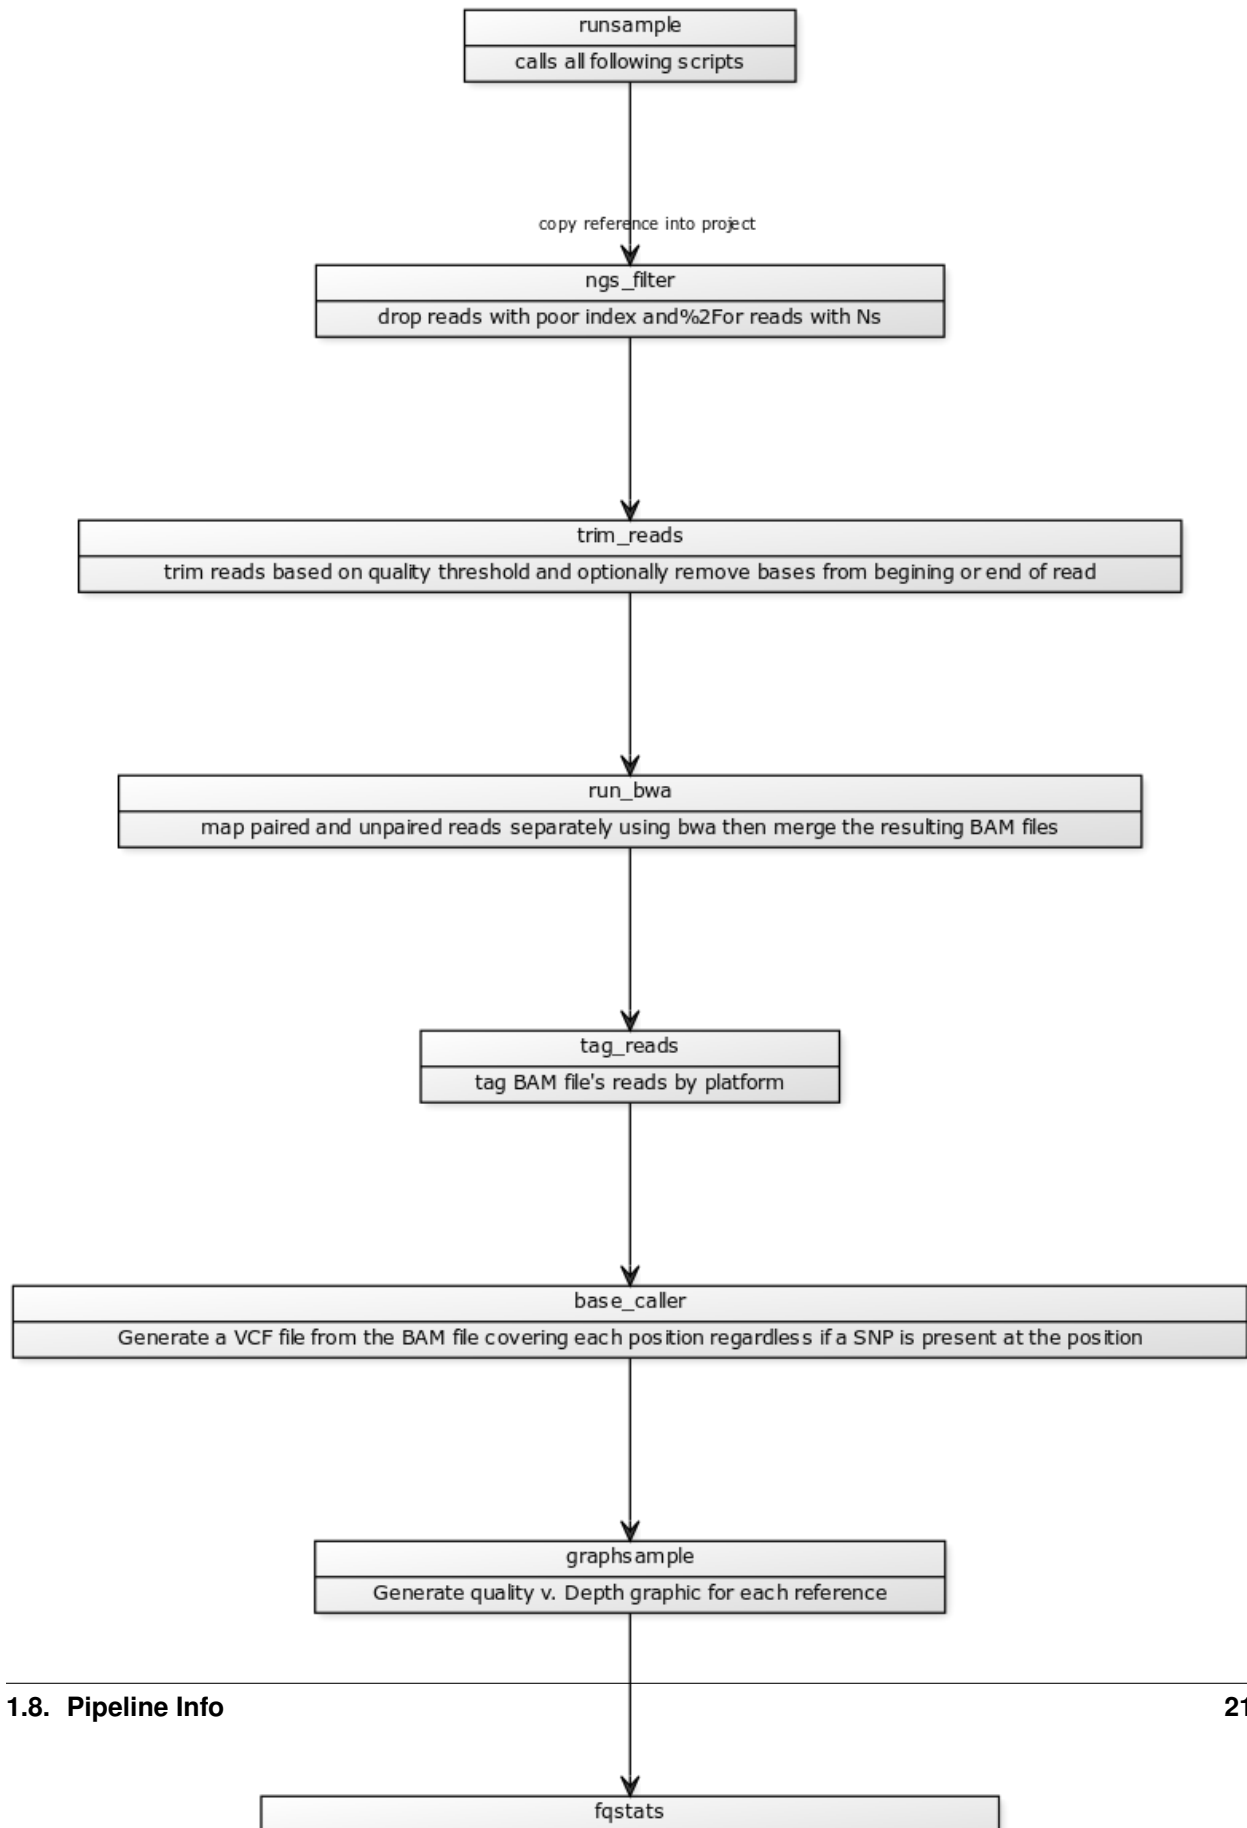 runsample
calls all following scripts
copy reference into project
ngs_filter
drop reads with poor index and%2For reads with Ns
trim_reads
trim reads based on quality threshold and optionally remove bases from begining or end of read
run_bwa
map paired and unpaired reads separately using bwa then merge the resulting BAM files
tag_reads
tag BAM file's reads by platform
base_caller
Generate a VCF file from the BAM file covering each position regardless if a SNP is present at the position
graphsample
Generate quality v. Depth graphic for each reference
1.8. Pipeline Info 21
fqstats